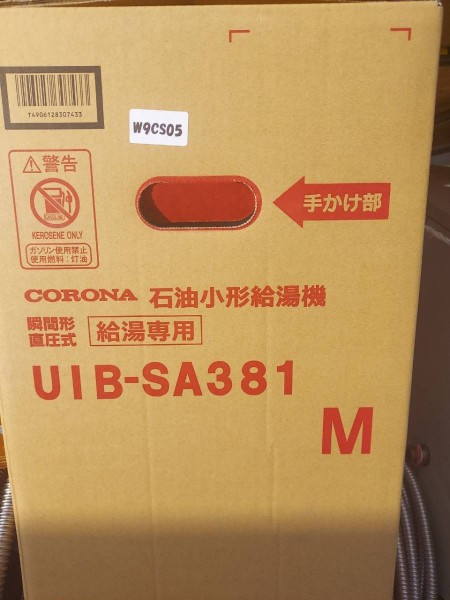 T4906128307433
W9CS05
警告
KEROSENE ONLY
ガソリン使用禁止
使用燃料:灯油
手かけ部
CORONA 石油小形給湯機
瞬間形
直圧式
給湯専用
UIB-SA381
M